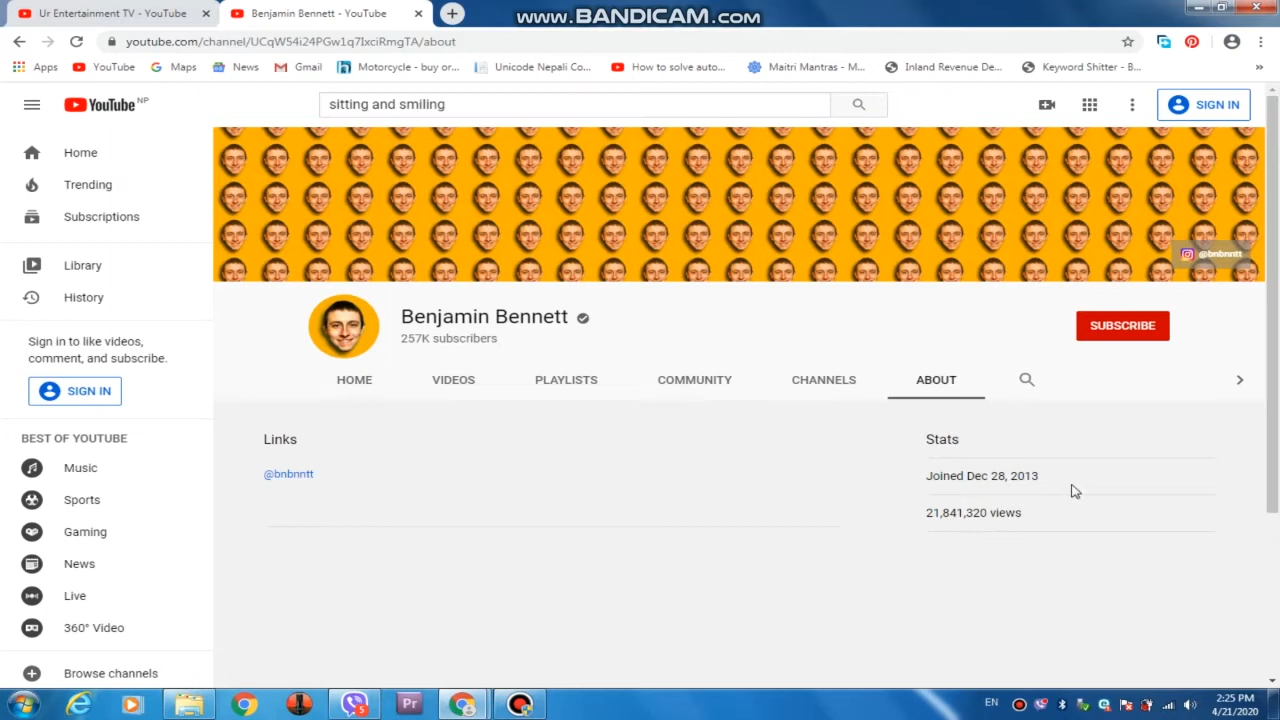 www.BANDICAM.com
Ur Entertainment TV - YouTube
Benjamin Bennett - YouTube
youtube.com/channel/UCqW54i24PGw1q7IxciRmgTA/about
Apps
YouTube
Maps
News
Gmail
Motorcycle - buy or...
Unicode Nepali Co...
How to solve auto...
Maitri Mantras - M...
Inland Revenue De...
Keyword Shitter - B...
»
YouTube NP
sitting and smiling
SIGN IN
Home
Trending
Subscriptions
Library
History
Sign in to like videos,
comment, and subscribe.
SIGN IN
BEST OF YOUTUBE
Music
Sports
Gaming
News
Live
360° Video
Browse channels
@bnbnntt
Benjamin Bennett
257K subscribers
SUBSCRIBE
HOME
VIDEOS
PLAYLISTS
COMMUNITY
CHANNELS
ABOUT
Links
@bnbnntt
Stats
Joined Dec 28, 2013
21,841,320 views
Pr
5
EN
2:25 PM
4/21/2020